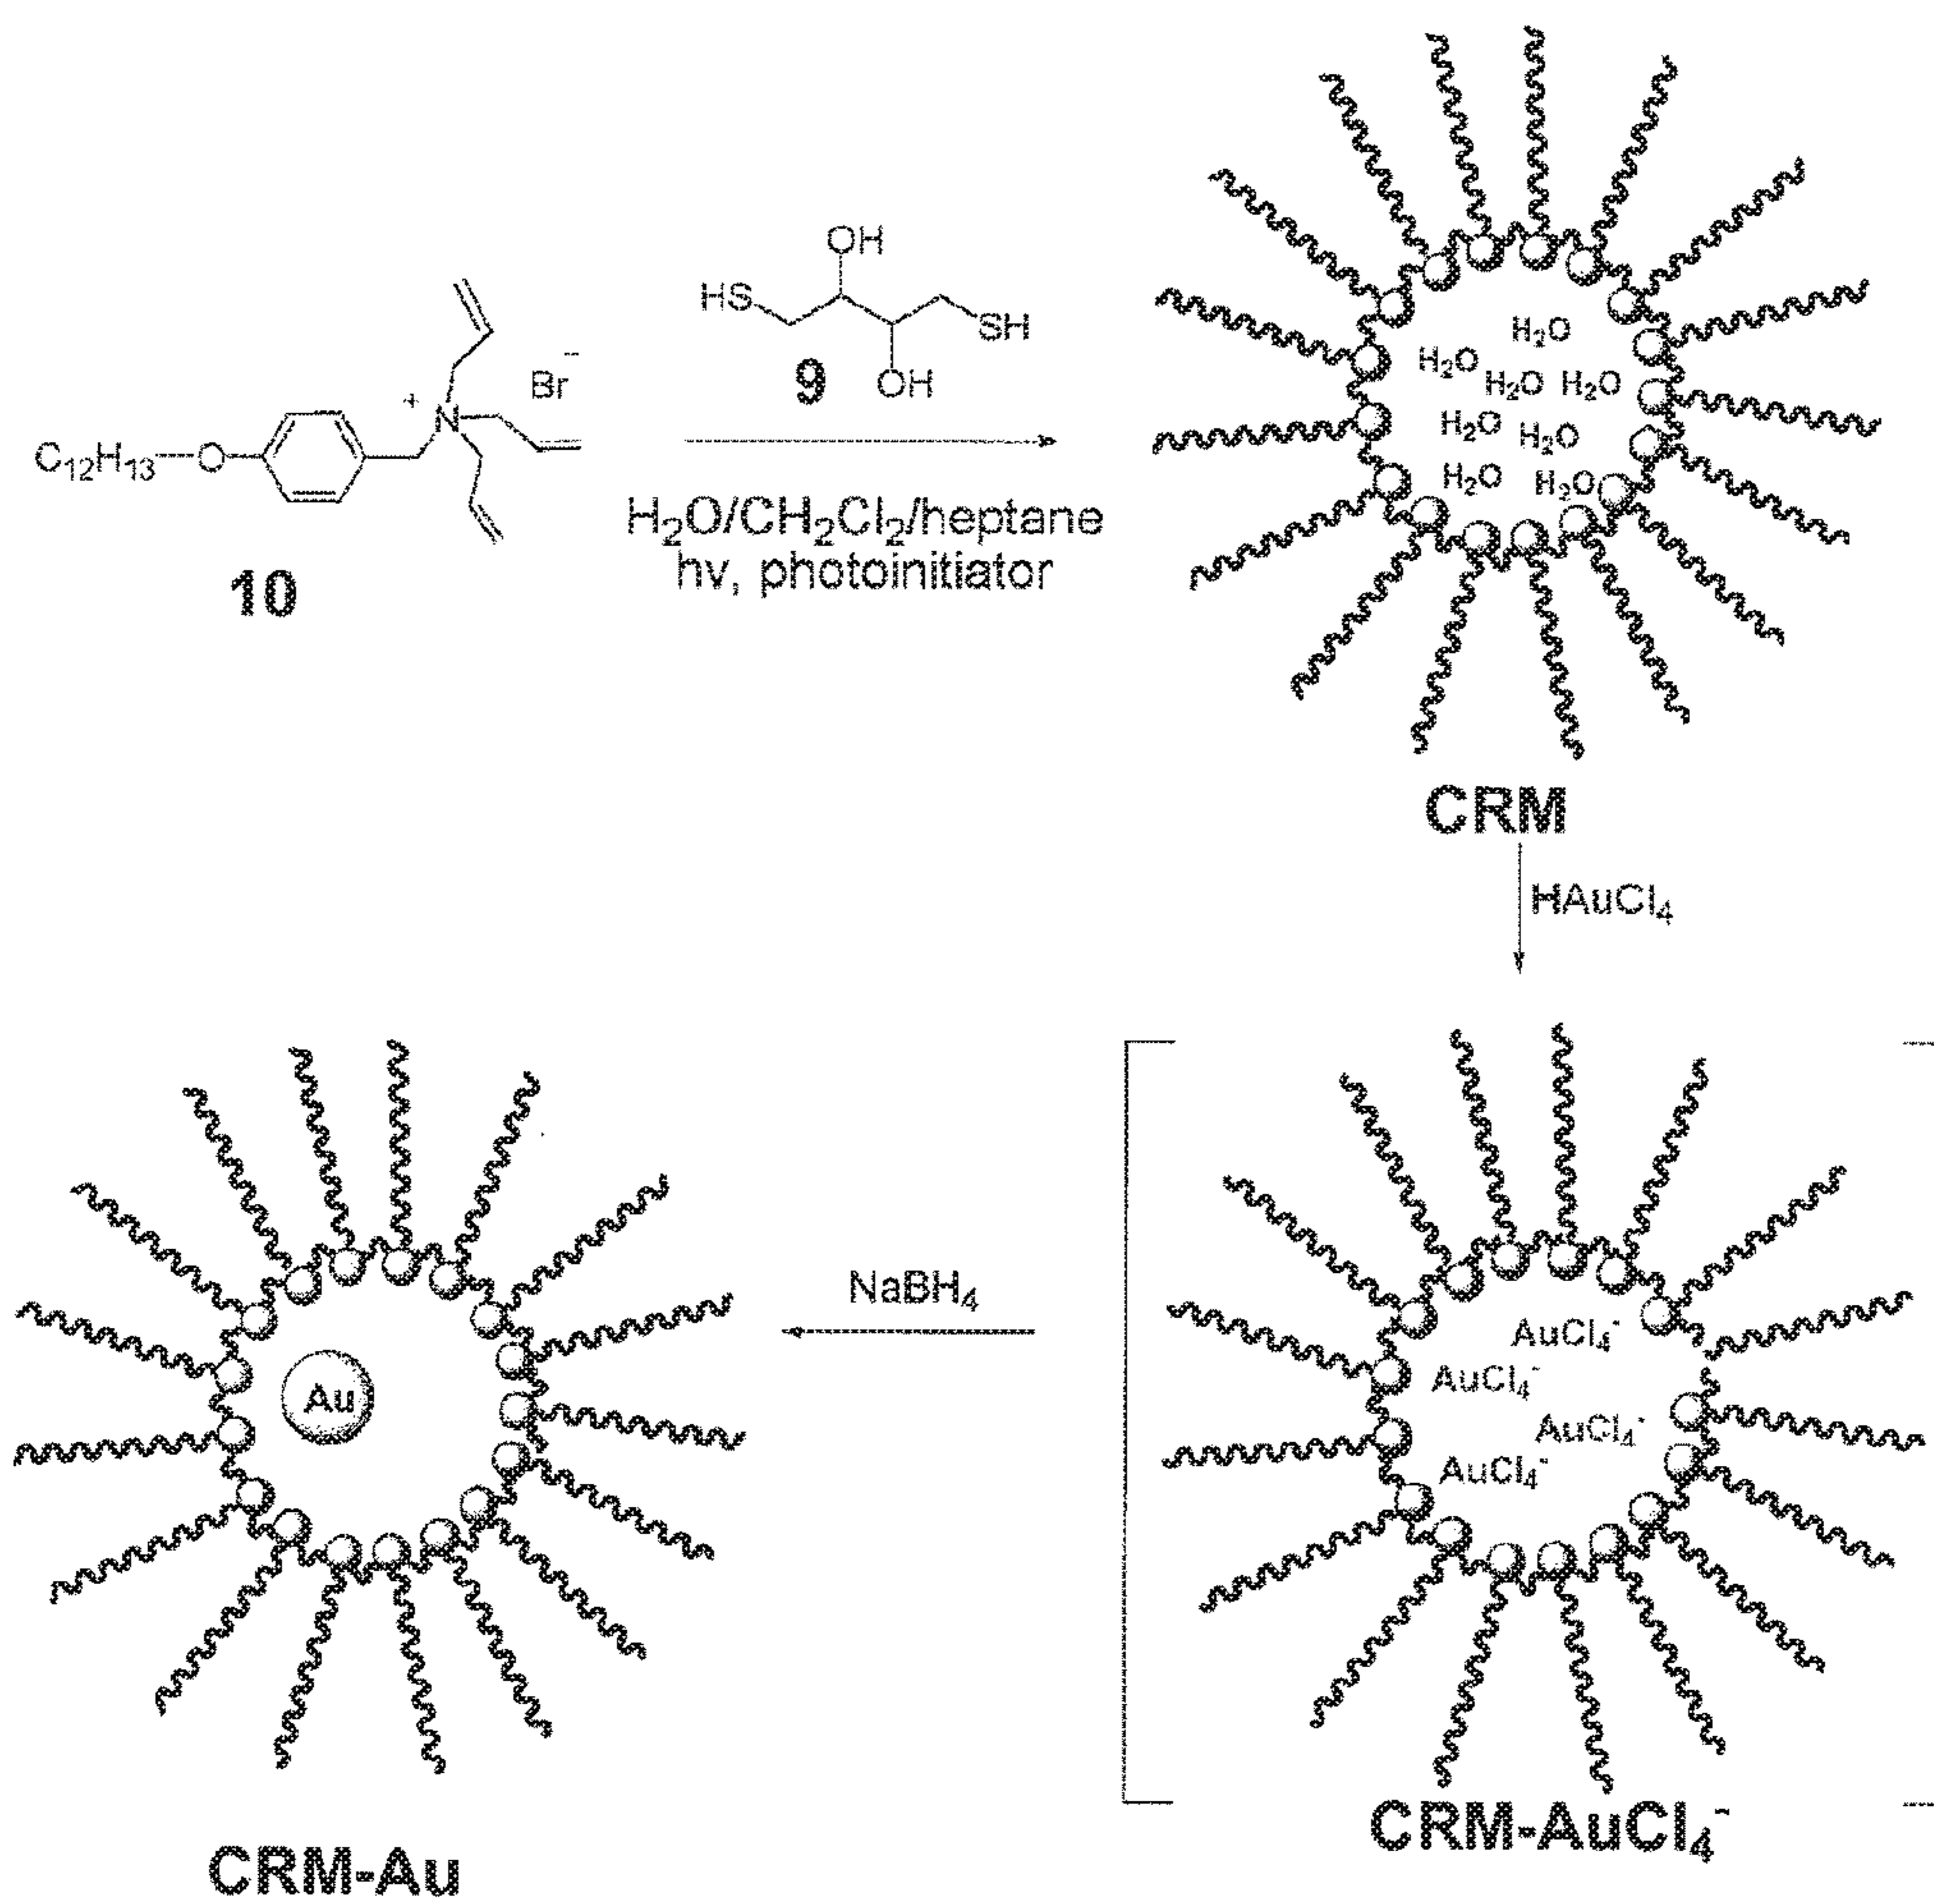 OH
HS
SH
9
OH
Br⁻
+
N
C₁₂H₁₃---O
10
H₂O/CH₂Cl₂/heptane
hv, photoinitiator
H₂O
H₂O
H₂O H₂O
H₂O
H₂O
H₂O
H₂O
CRM
HAuCl₄
AuCl₄⁻
AuCl₄⁻
AuCl₄⁻
AuCl₄⁻
CRM-AuCl₄⁻
NaBH₄
Au
CRM-Au